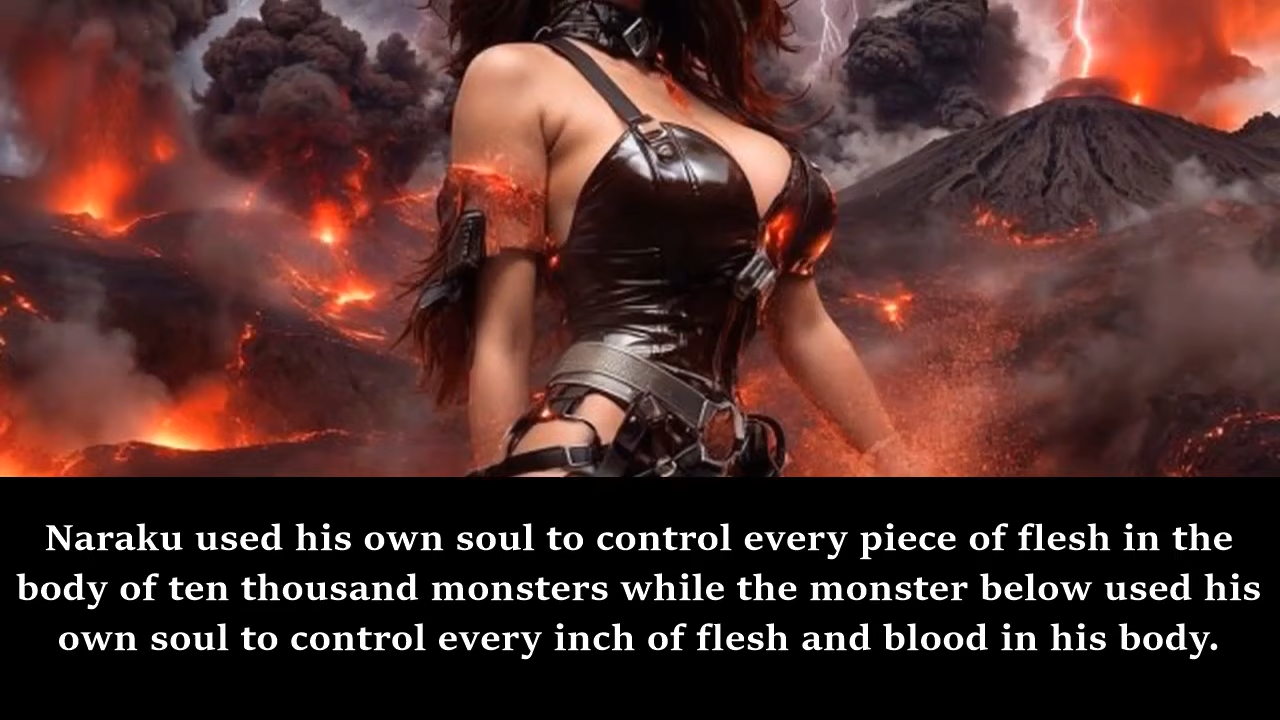 Naraku used his own soul to control every piece of flesh in the
body of ten thousand monsters while the monster below used his
own soul to control every inch of flesh and blood in his body.